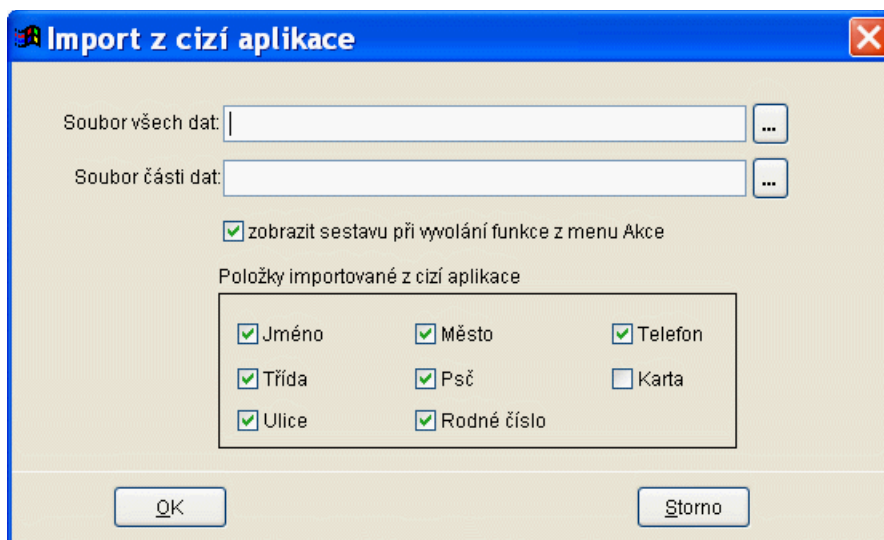 Import z cizí aplikace
Soubor všech dat:
...
Soubor části dat:
...
zobrazit sestavu při vyvolání funkce z menu Akce
Položky importované z cizí aplikace
Jméno Město Telefon
Třída Psč Karta
Ulice Rodné číslo
OK Storno